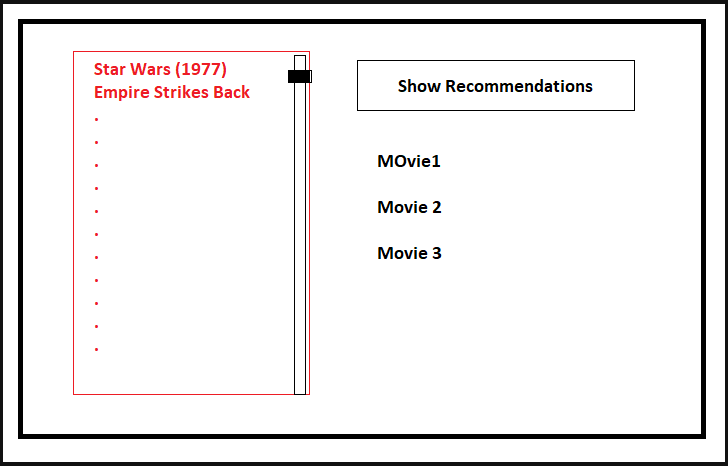 Star Wars (1977)
Empire Strikes Back
Show Recommendations
MOvie1
Movie 2
Movie 3